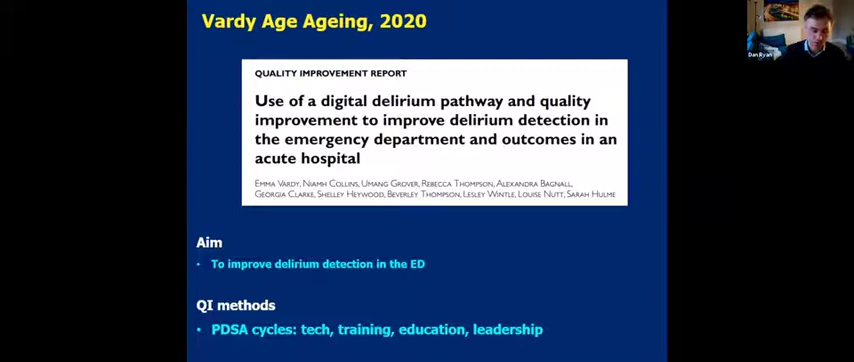 Vardy Age Ageing, 2020
QUALITY IMPROVEMENT REPORT
Use of a digital delirium pathway and quality
improvement to improve delirium detection in
the emergency department and outcomes in an
acute hospital
EMMA VARDY, NIAMH COLLINS, UMANG GROVER, REBECCA THOMPSON, ALEXANDRA BAGNALL,
GEORGIA CLARKE, SHELLEY HEYWOOD, BEVERLEY THOMPSON, LESLEY WINTLE, LOUISE NUTT, SARAH HULME
Aim
• To improve delirium detection in the ED
QI methods
• PDSA cycles: tech, training, education, leadership
Dan Ryan